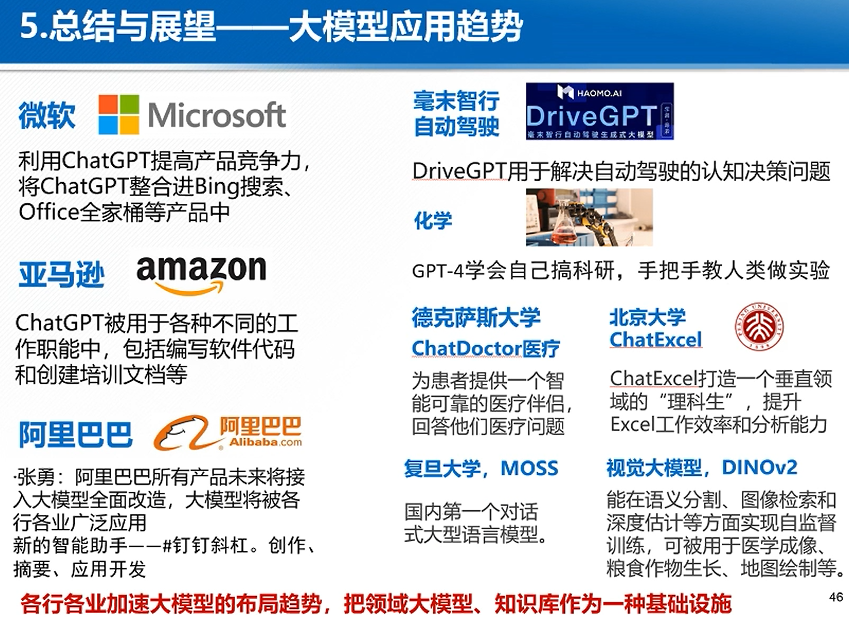 5.总结与展望——大模型应用趋势
微软 Microsoft
利用ChatGPT提高产品竞争力，
将ChatGPT整合进Bing搜索、
Office全家桶等产品中
亚马逊 amazon
ChatGPT被用于各种不同的工
作职能中，包括编写软件代码
和创建培训文档等
阿里巴巴 阿里巴巴
Alibaba.com
·张勇：阿里巴巴所有产品未来将接
入大模型全面改造，大模型将被各
行各业广泛应用
新的智能助手——#钉钉斜杠。创作、
摘要、应用开发
毫末智行
自动驾驶
HAOMO.AI
DriveGPT
毫末智行自动驾驶生成式大模型
DriveGPT用于解决自动驾驶的认知决策问题
化学
GPT-4学会自己搞科研，手把手教人类做实验
德克萨斯大学
ChatDoctor医疗
为患者提供一个智
能可靠的医疗伴侣，
回答他们医疗问题
北京大学
ChatExcel
ChatExcel打造一个垂直领
域的“理科生”，提升
Excel工作效率和分析能力
复旦大学，MOSS
国内第一个对话
式大型语言模型。
视觉大模型，DINOv2
能在语义分割、图像检索和
深度估计等方面实现自监督
训练，可被用于医学成像、
粮食作物生长、地图绘制等。
各行各业加速大模型的布局趋势，把领域大模型、知识库作为一种基础设施
46